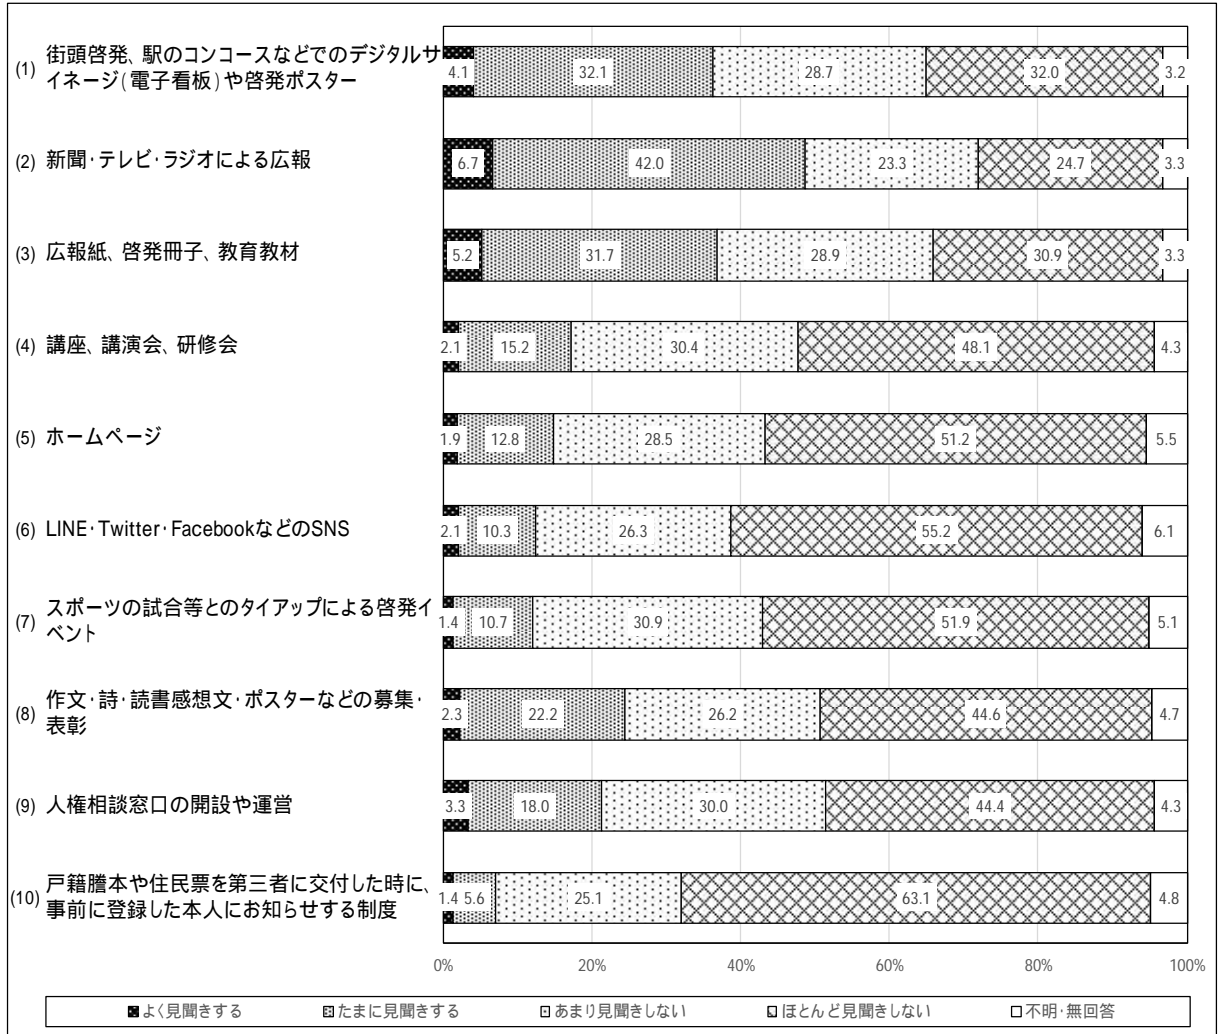 (1) 街頭啓発、駅のコンコースなどでのデジタルサ
イネージ(電子看板)や啓発ポスター
4.1 32.1 28.7 32.0 3.2
(2) 新聞・テレビ・ラジオによる広報
6.7 42.0 23.3 24.7 3.3
(3) 広報紙、啓発冊子、教育教材
5.2 31.7 28.9 30.9 3.3
(4) 講座、講演会、研修会
2.1 15.2 30.4 48.1 4.3
(5) ホームページ
1.9 12.8 28.5 51.2 5.5
(6) LINE・Twitter・FacebookなどのSNS
2.1 10.3 26.3 55.2 6.1
(7) スポーツの試合等とのタイアップによる啓発イ
ベント
1.4 10.7 30.9 51.9 5.1
(8) 作文・詩・読書感想文・ポスターなどの募集・
表彰
2.3 22.2 26.2 44.6 4.7
(9) 人権相談窓口の開設や運営
3.3 18.0 30.0 44.4 4.3
(10) 戸籍謄本や住民票を第三者に交付した時に、
事前に登録した本人にお知らせする制度
1.4 5.6 25.1 63.1 4.8
0% 20% 40% 60% 80% 100%
よく見聞きする たまに見聞きする あまり見聞きしない ほとんど見聞きしない 不明・無回答